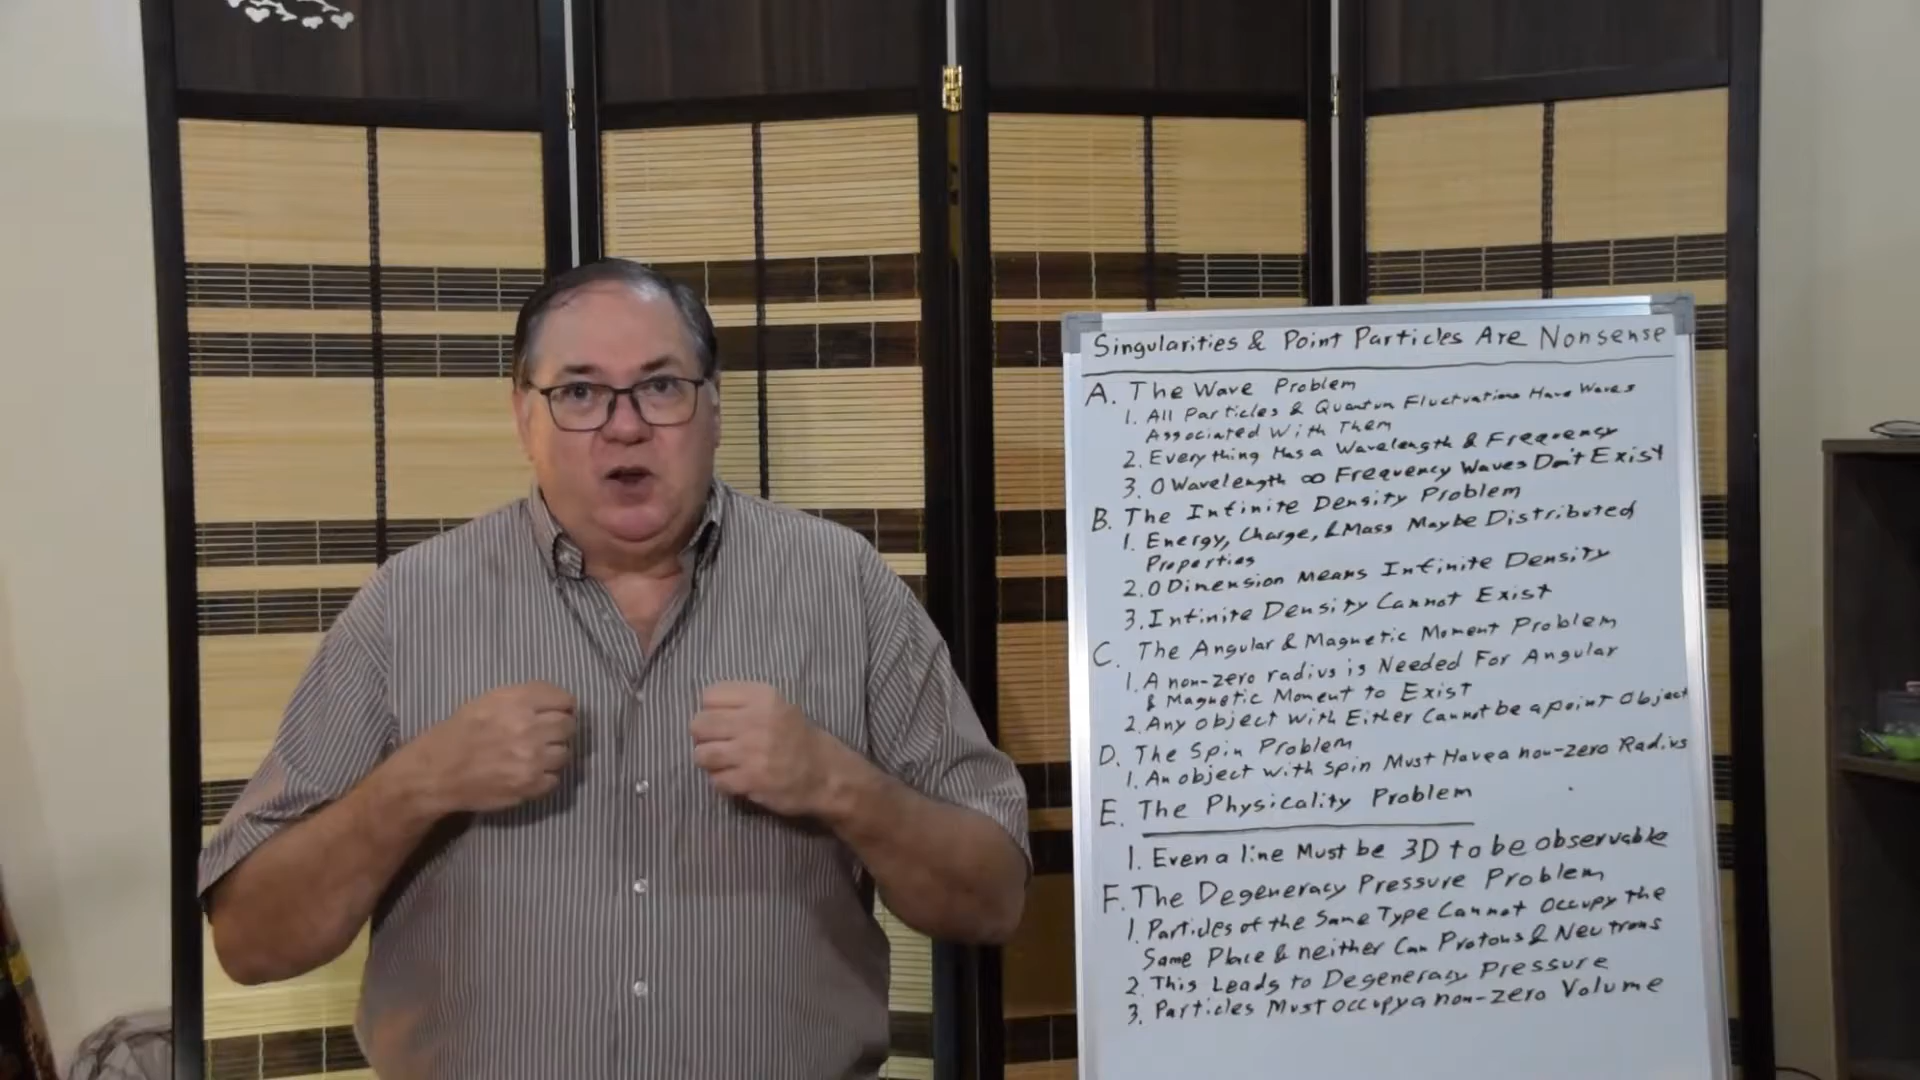 Singularities & Point Particles Are Nonsense
A. The Wave Problem
1. All Particles & Quantum Fluctuations Have Waves
Associated With Them
2. Everything Has a Wavelength & Frequency
3. 0 Wavelength ∞ Frequency Waves Don't Exist
B. The Infinite Density Problem
1. Energy, Charge, & Mass Maybe Distributed
Properties
2. 0 Dimension Means Infinite Density
3. Infinite Density Cannot Exist
C. The Angular & Magnetic Moment Problem
1. A non-zero radius is Needed For Angular
& Magnetic Moment to Exist
2. Any object with Either Cannot be a point Object
D. The Spin Problem
1. An object with Spin Must Have a non-zero Radius
E. The Physicality Problem
1. Even a line Must be 3D to be observable
F. The Degeneracy Pressure Problem
1. Particles of the Same Type Cannot Occupy the
Same Place & neither Can Protons & Neutrons
2. This Leads to Degeneracy Pressure
3. Particles Must occupy a non-zero Volume